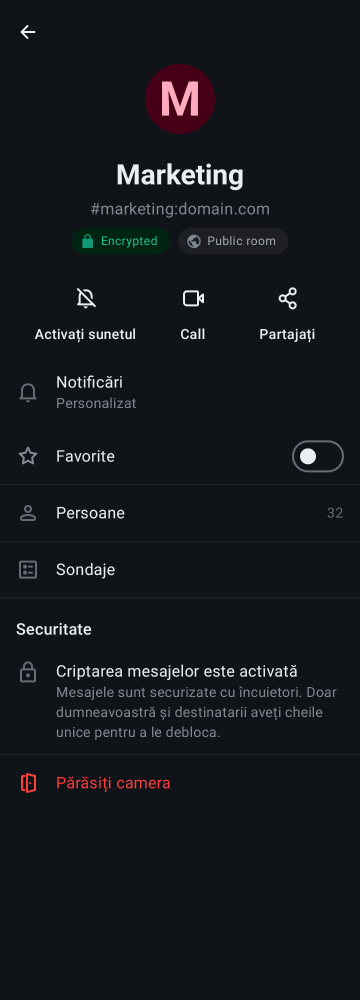 M
Marketing
#marketing:domain.com
Encrypted
Public room
Activați sunetul
Call
Partajați
Notificări
Personalizat
Favorite
Persoane
32
Sondaje
Securitate
Criptarea mesajelor este activată
Mesajele sunt securizate cu încuietori. Doar
dumneavoastră și destinatarii aveți cheile
unice pentru a le debloca.
Părăsiți camera